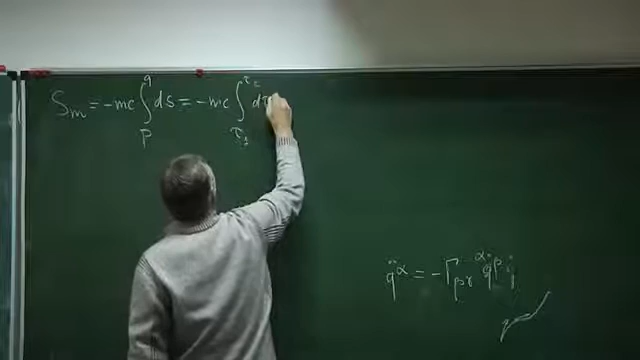 S_m = -mc ∫_p^q ds = -mc ∫_{τ_1}^{τ_2} dτ
q̈^α = -Γ_{βγ}^α q̇^β q̇